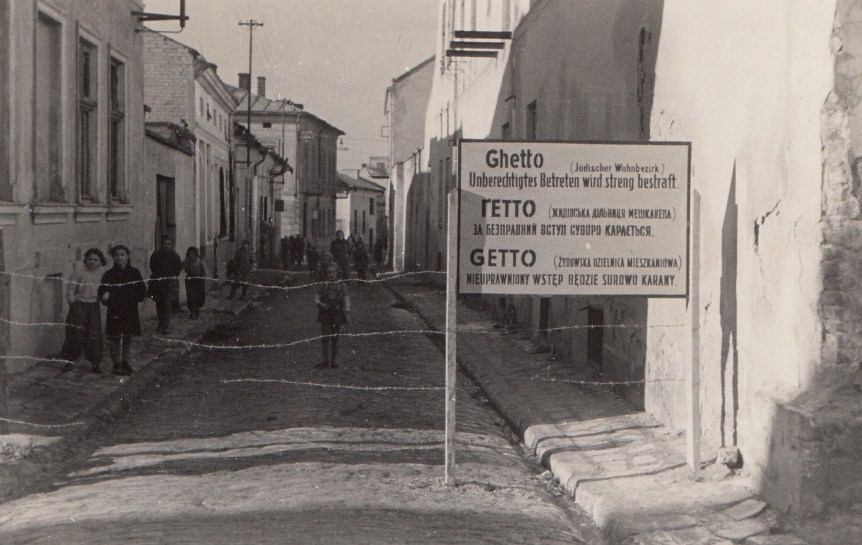 Ghetto (Jüdischer Wohnbezirk)
Unberechtigtes Betreten wird streng bestraft.
ГЕТТО (ЖИДІВСЬКА ДІЛЬНИЦЯ МЕШКАНЕВА)
ЗА БЕЗПРАВНИЙ ВСТУП СУВОРО КАРАЄТЬСЯ.
GETTO (ŻYDOWSKA DZIELNICA MIESZKANIOWA)
NIEUPRAWNIONY WSTĘP BĘDZIE SUROWO KARANY.